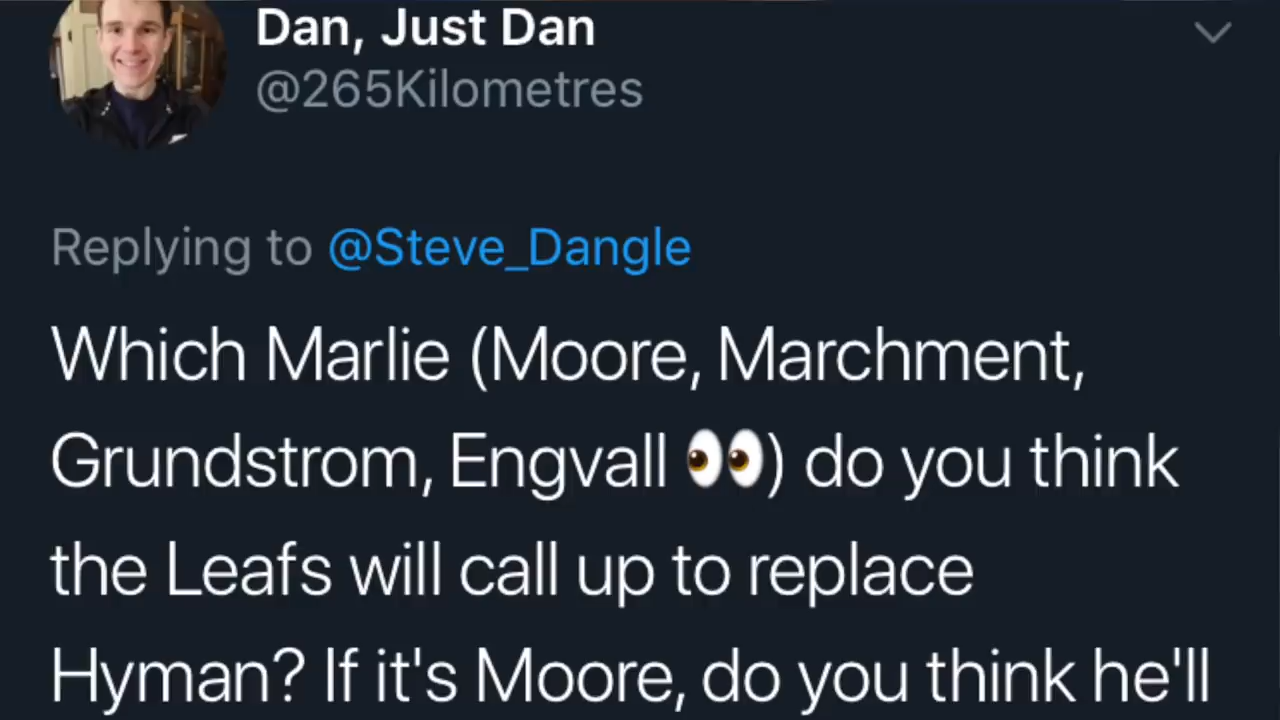 Dan, Just Dan
@265Kilometres
Replying to @Steve_Dangle
Which Marlie (Moore, Marchment,
Grundstrom, Engvall 👀) do you think
the Leafs will call up to replace
Hyman? If it's Moore, do you think he'll